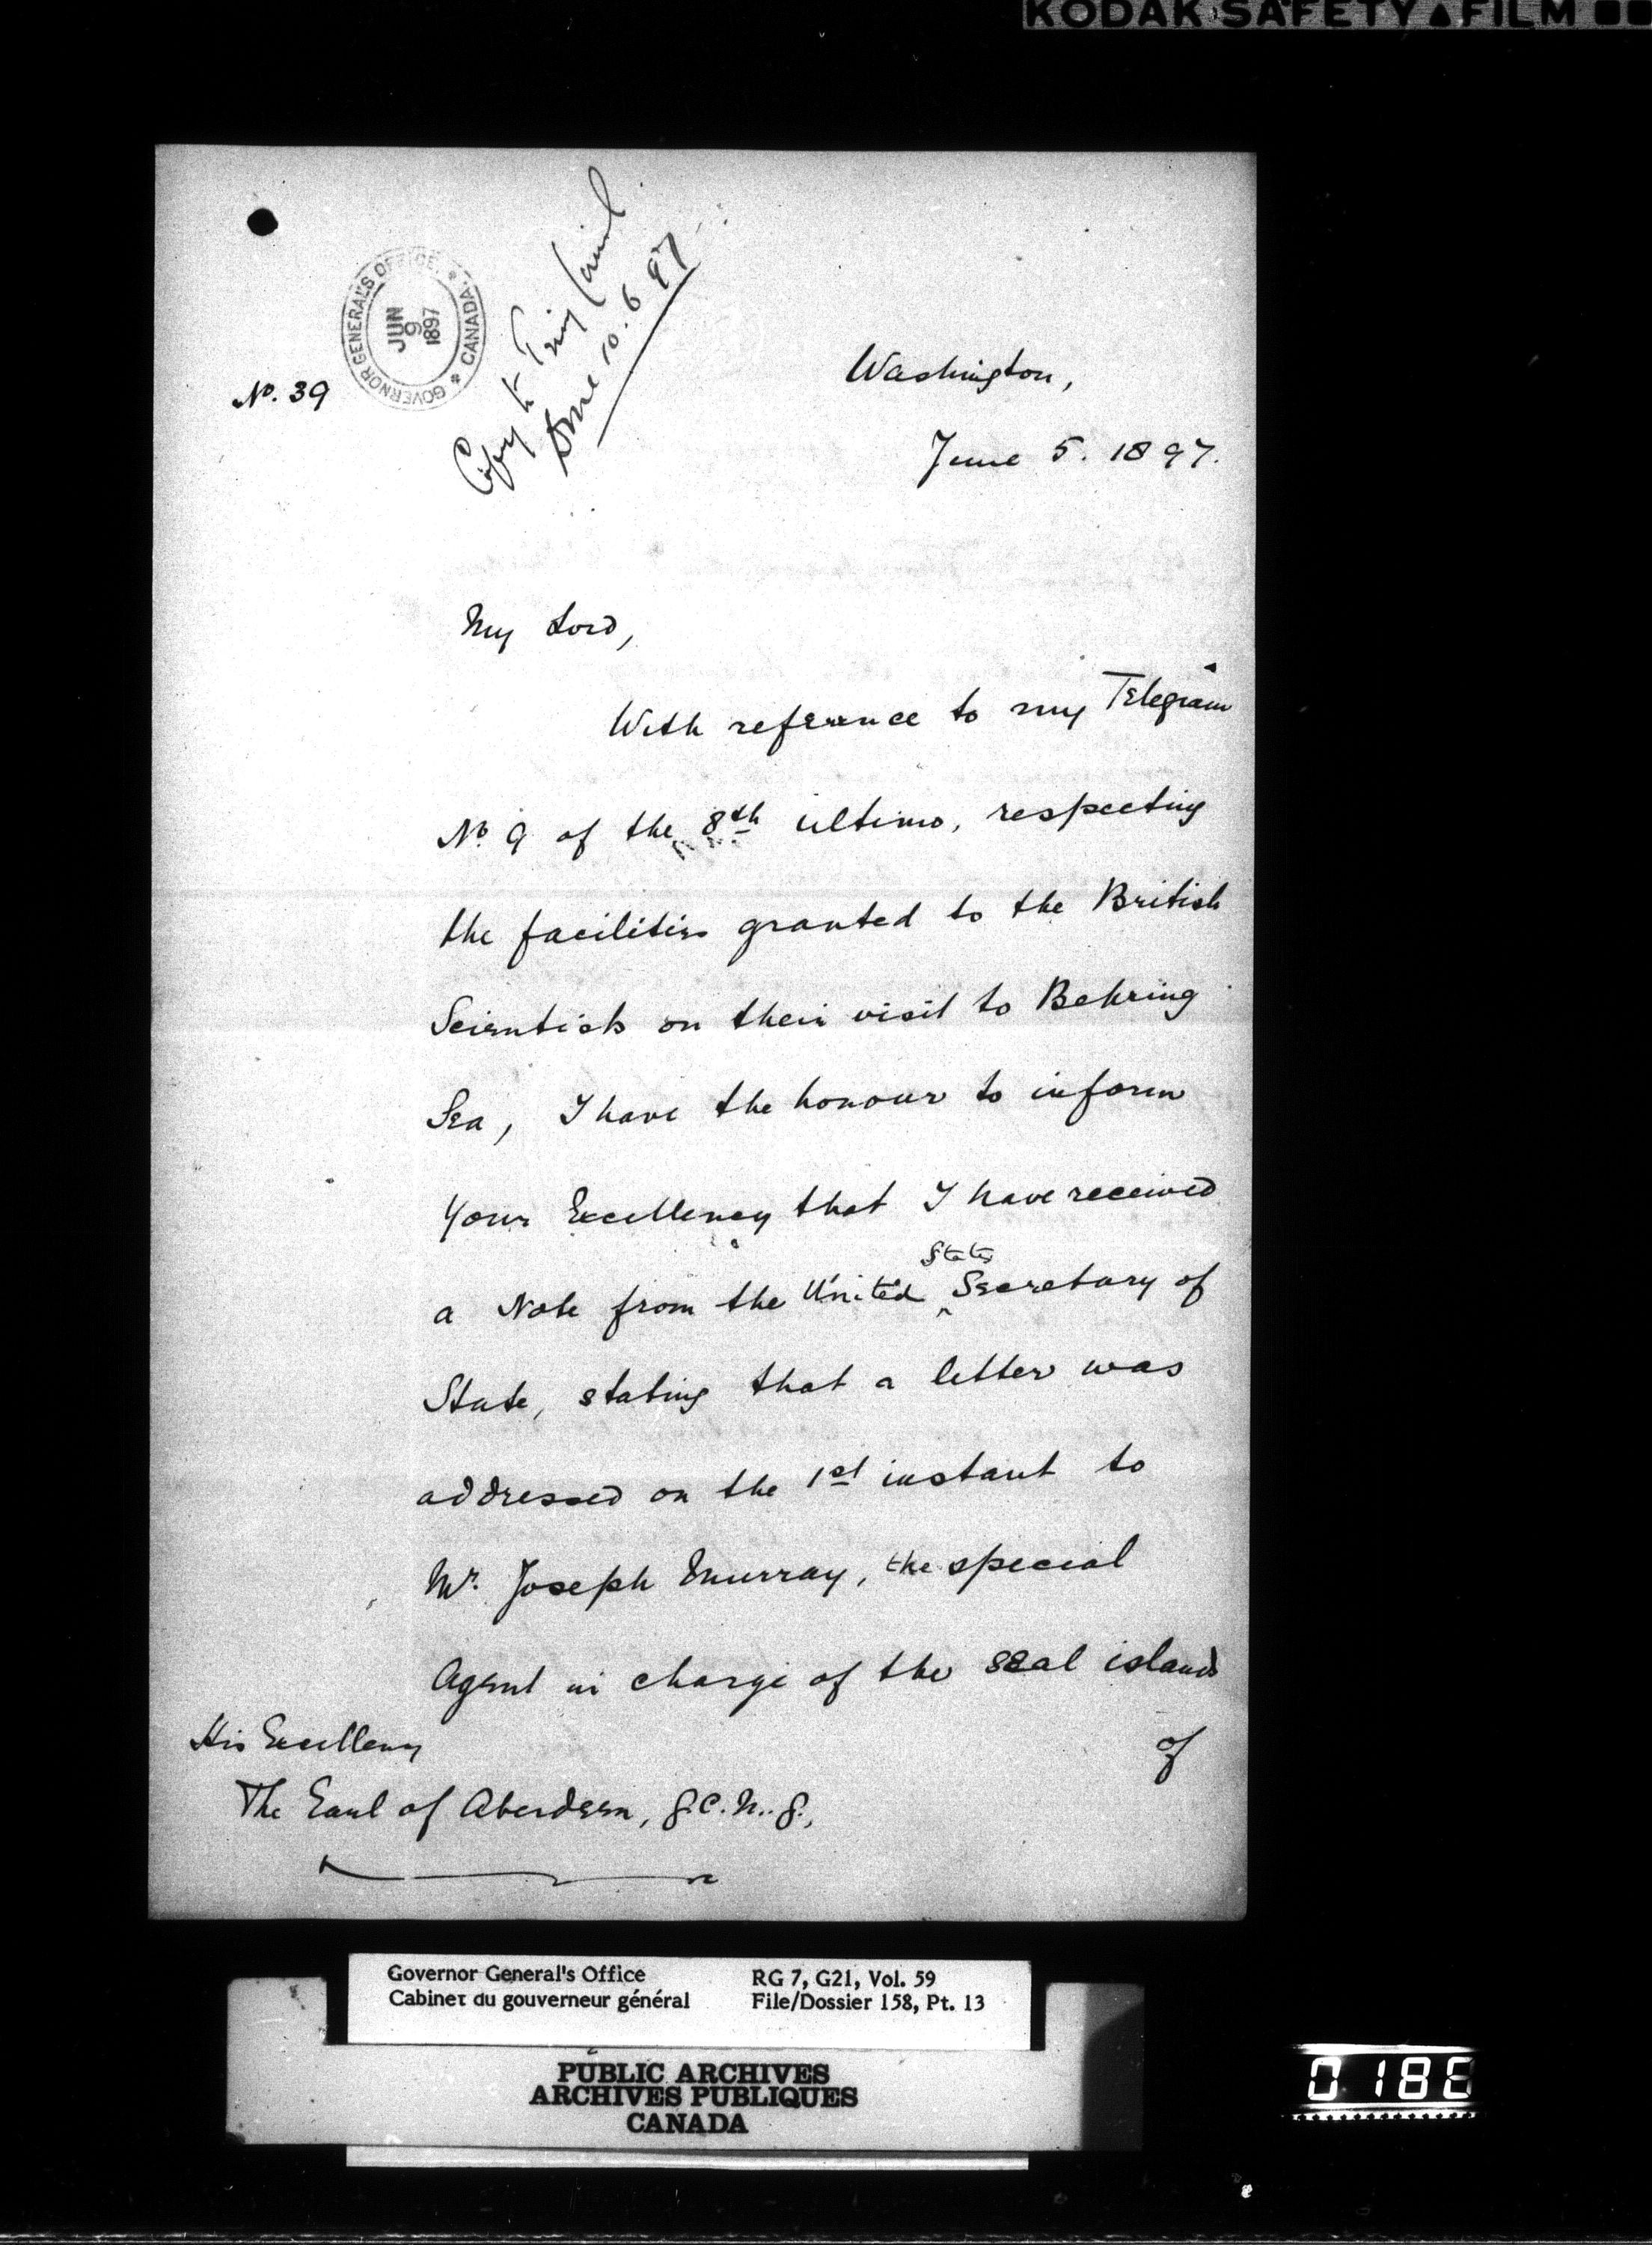 KODAK SAFETY FILM
GOVERNOR GENERAL'S OFFICE
CANADA
JUN
9
1897
Copy to Privy Council
Done 10.6.97
No. 39
Washington,
June 5. 1897.
My Lord,
With reference to my Telegram
No. 9 of the 8th ultimo, respecting
the facilities granted to the British
Scientists on their visit to Behring
Sea, I have the honour to inform
Your Excellency that I have received
a Note from the United States Secretary of
State, stating that a letter was
addressed on the 1st instant to
Mr. Joseph Murray, the special
Agent in charge of the seal islands
of
His Excellency
The Earl of Aberdeen, G.C.M.G.,
Governor General's Office
Cabinet du gouverneur général
RG 7, G21, Vol. 59
File/Dossier 158, Pt. 13
PUBLIC ARCHIVES
ARCHIVES PUBLIQUES
CANADA